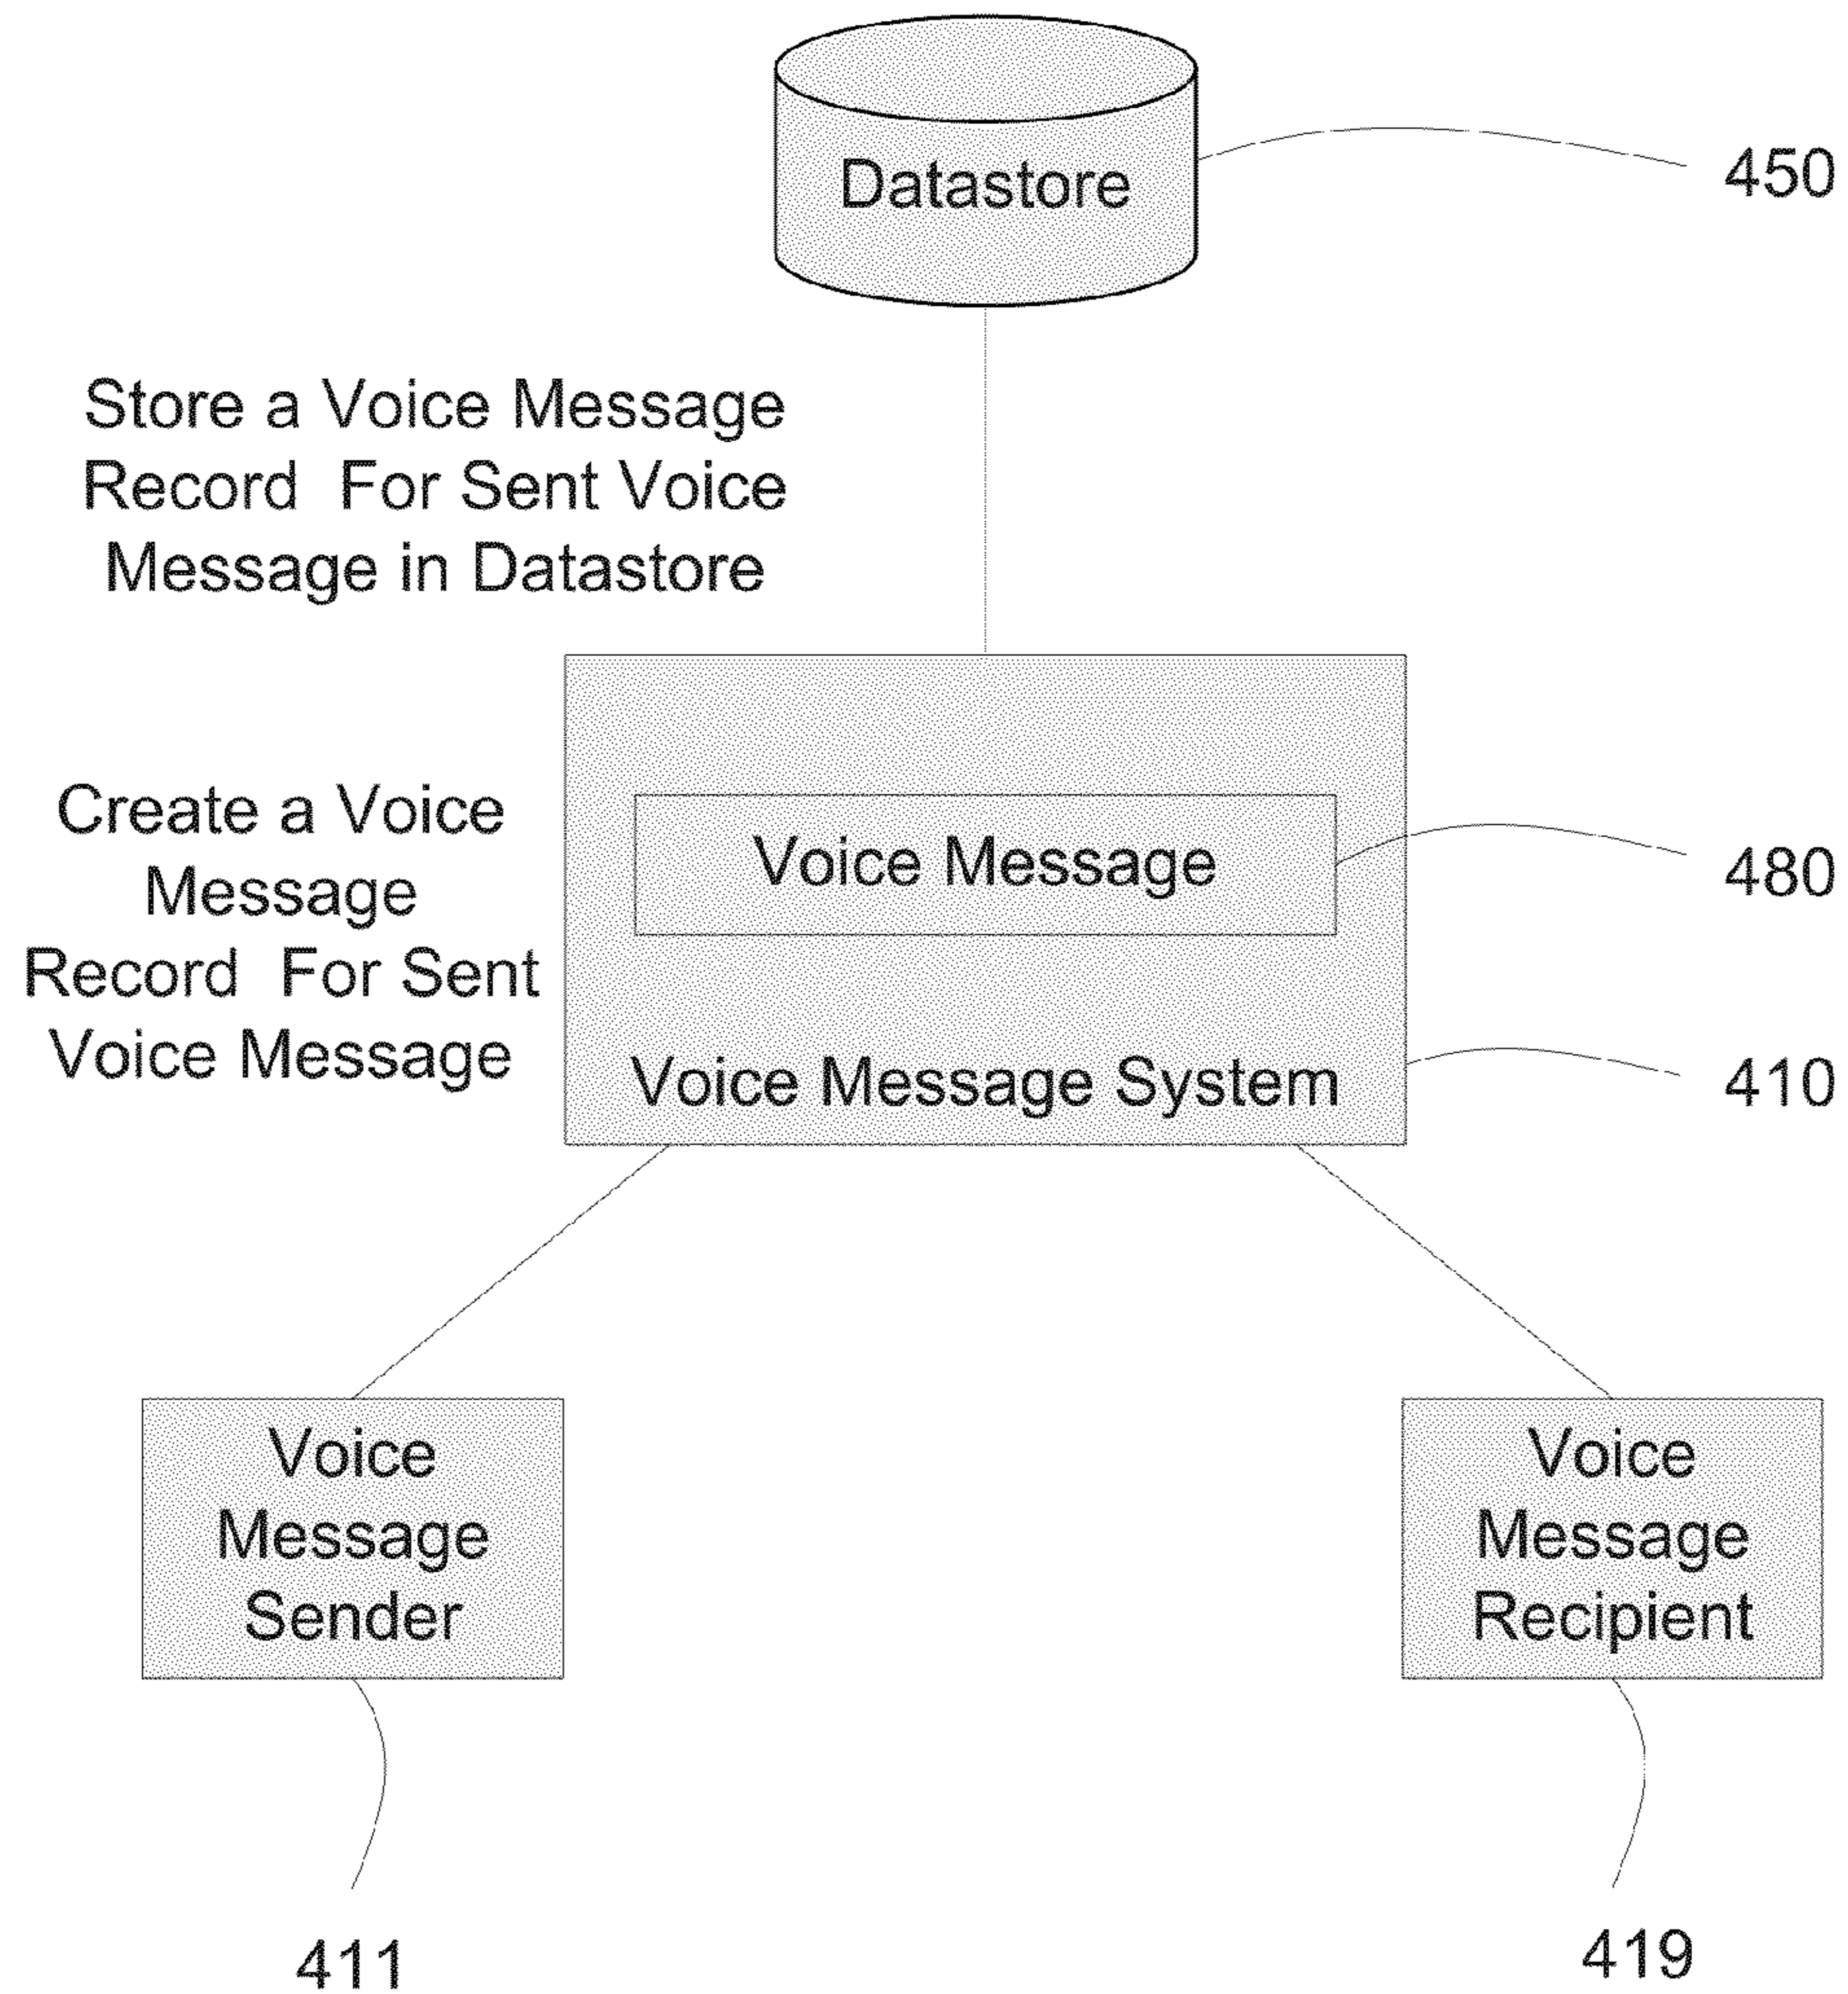 Datastore
450
Store a Voice Message
Record For Sent Voice
Message in Datastore
Create a Voice
Message
Record For Sent
Voice Message
Voice Message
480
Voice Message System
410
Voice
Message
Sender
Voice
Message
Recipient
411
419